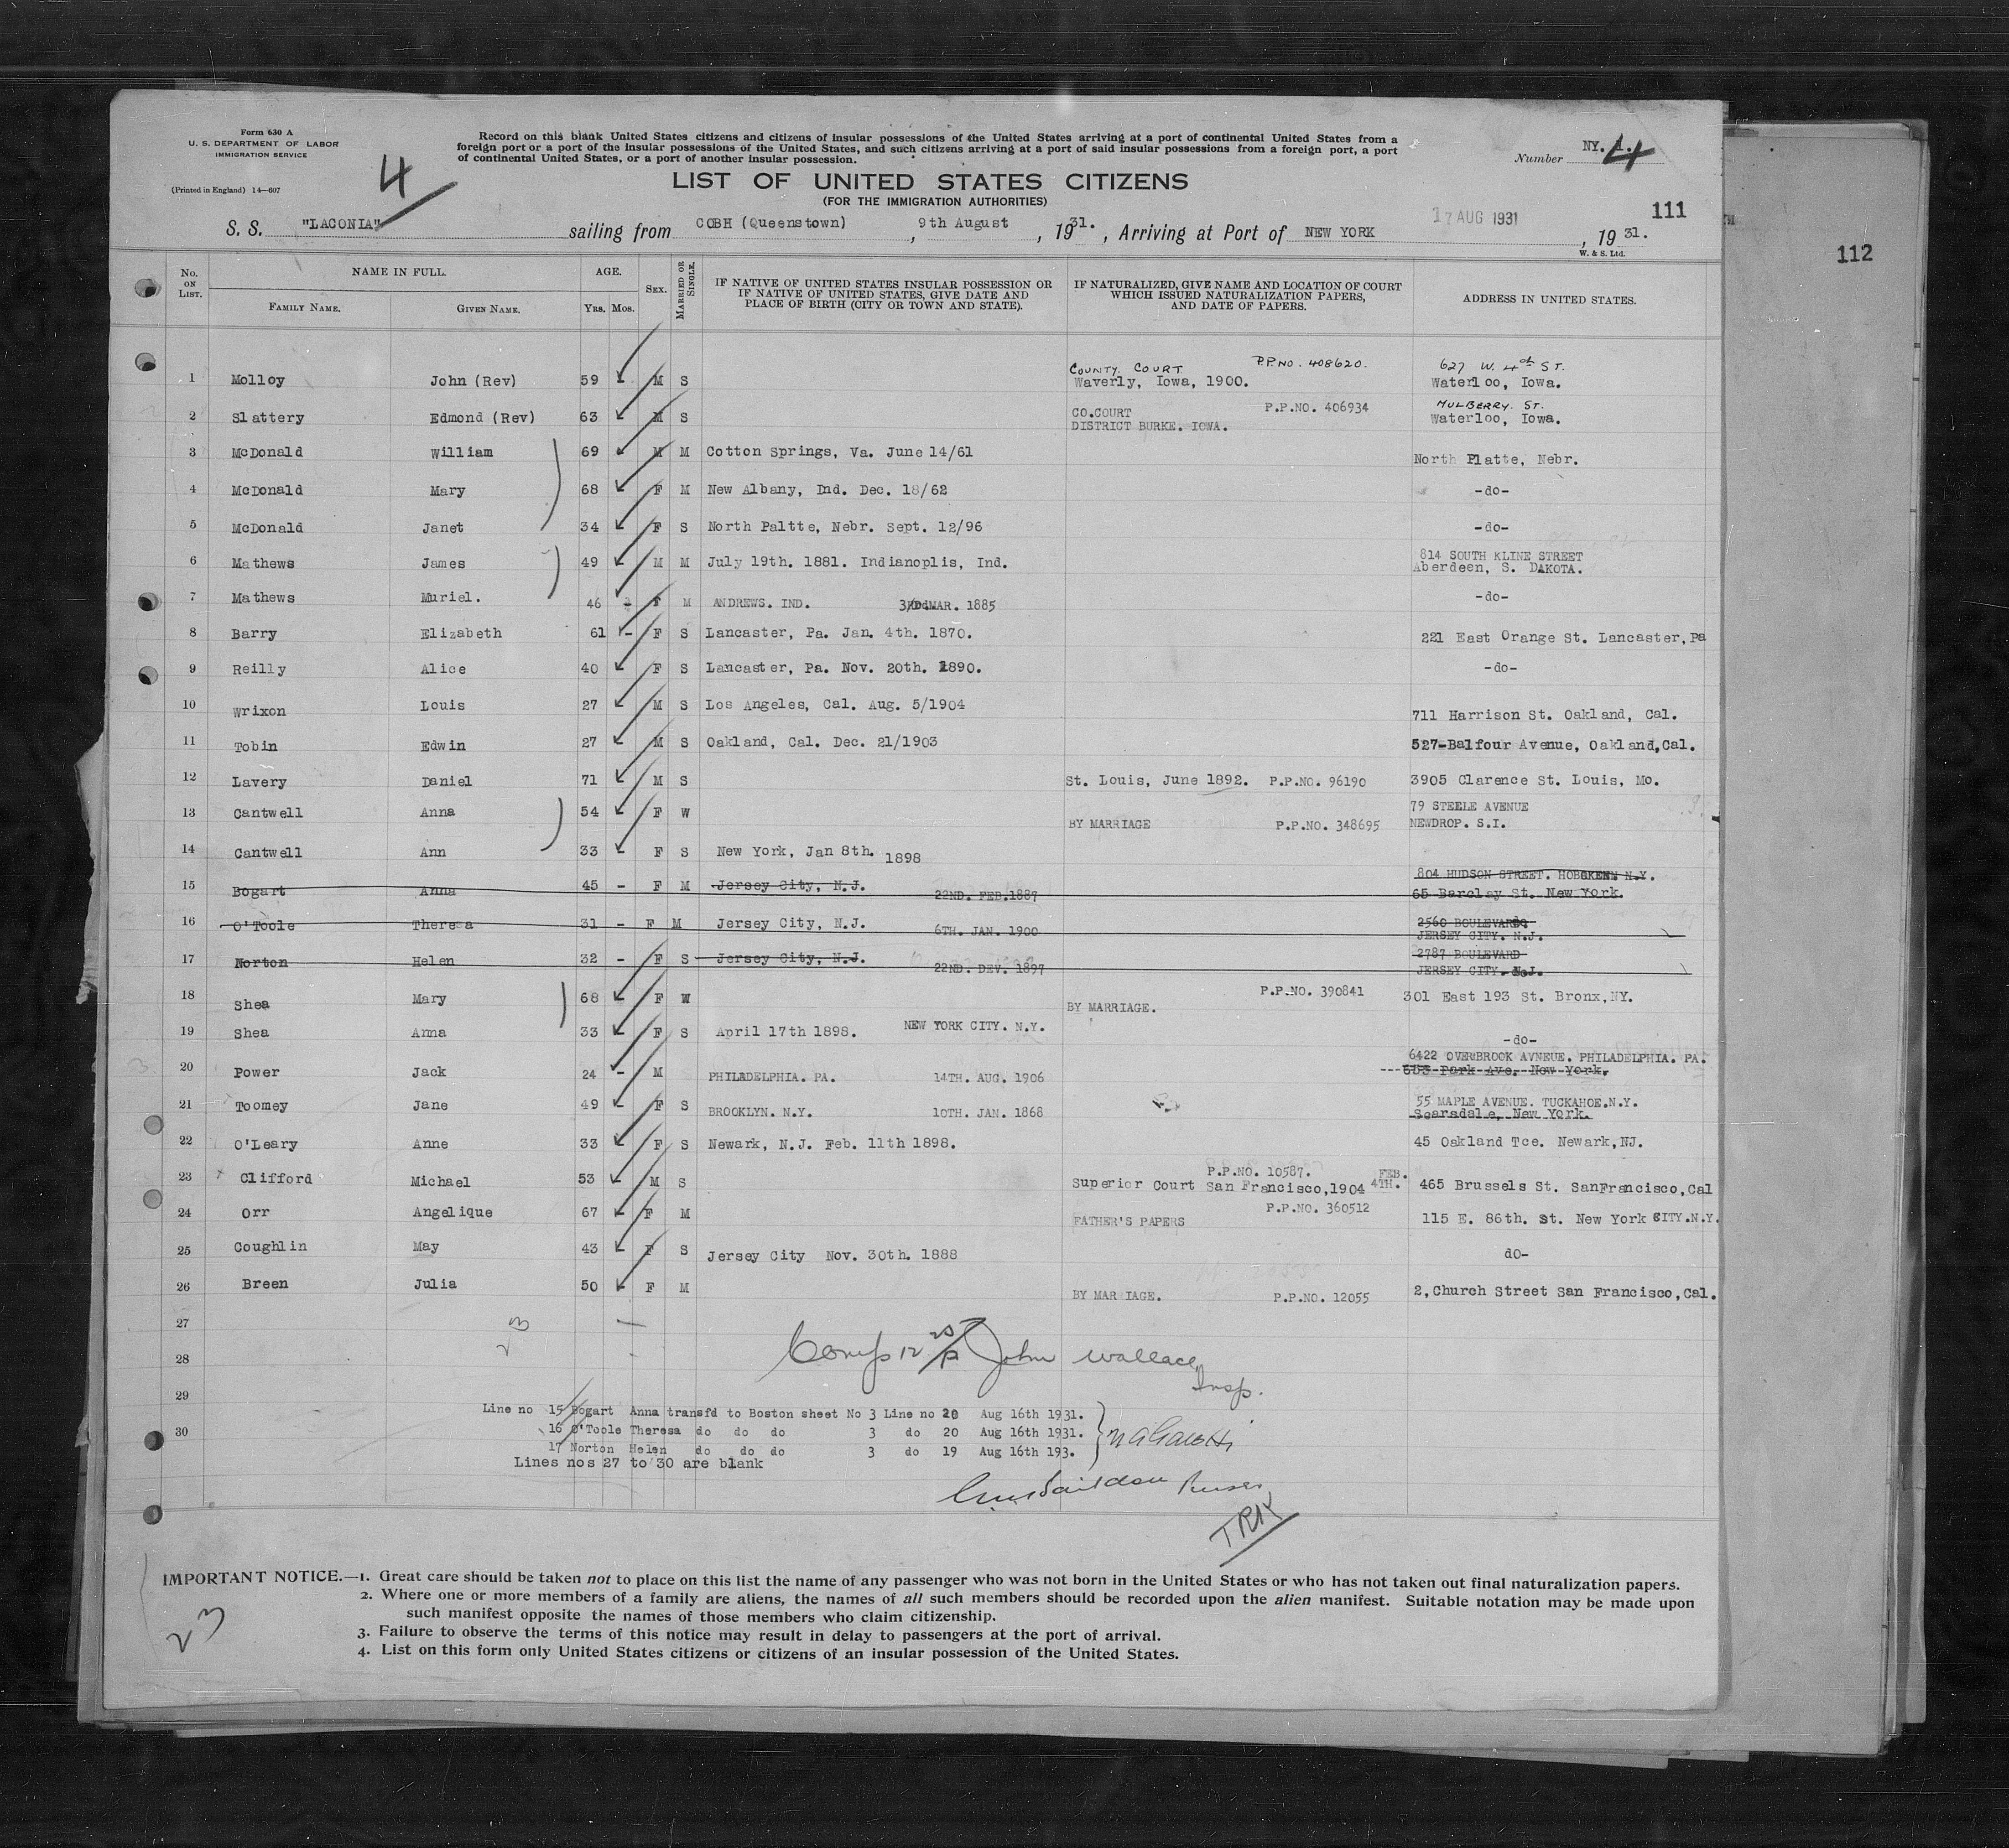 Form 630 A
U. S. DEPARTMENT OF LABOR
IMMIGRATION SERVICE
(Printed in England) 14—607
4
Record on this blank United States citizens and citizens of insular possessions of the United States arriving at a port of continental United States from a
foreign port or a port of the insular possessions of the United States, and such citizens arriving at a port of said insular possessions from a foreign port, a port
of continental United States, or a port of another insular possession.
Number NY. 1. 4
LIST OF UNITED STATES CITIZENS
(FOR THE IMMIGRATION AUTHORITIES)
111
112
S. S. "LACONIA" sailing from COBH (Queenstown), 9th August, 1931., Arriving at Port of NEW YORK 17 AUG 1931, 1931.
W. & S. Ltd.
No. ON LIST. NAME IN FULL. FAMILY NAME. GIVEN NAME. AGE. YRS. MOS. SEX. MARRIED OR SINGLE. IF NATIVE OF UNITED STATES INSULAR POSSESSION OR IF NATIVE OF UNITED STATES, GIVE DATE AND PLACE OF BIRTH (CITY OR TOWN AND STATE). IF NATURALIZED, GIVE NAME AND LOCATION OF COURT WHICH ISSUED NATURALIZATION PAPERS, AND DATE OF PAPERS. ADDRESS IN UNITED STATES.
1 Molloy John (Rev) 59 - M S COUNTY COURT P.P.NO. 408620. Waverly, Iowa, 1900. 627 W. 4th ST. Waterloo, Iowa.
2 Slattery Edmond (Rev) 63 M S CO.COURT P.P.NO. 406934 DISTRICT BURKE. IOWA. MULBERRY. ST. Waterloo, Iowa.
3 McDonald William 69 M M Cotton Springs, Va. June 14/61 North Platte, Nebr.
4 McDonald Mary 68 F M New Albany, Ind. Dec. 18/62 -do-
5 McDonald Janet 34 F S North Paltte, Nebr. Sept. 12/96 -do-
6 Mathews James 49 M M July 19th. 1881. Indianoplis, Ind. 814 SOUTH KLINE STREET Aberdeen, S. DAKOTA.
7 Mathews Muriel. 46 F M ANDREWS. IND. 3RD MAR. 1885 -do-
8 Barry Elizabeth 61 - F S Lancaster, Pa. Jan. 4th. 1870. 221 East Orange St. Lancaster, Pa
9 Reilly Alice 40 F S Lancaster, Pa. Nov. 20th. 1890. -do-
10 Wrixon Louis 27 M S Los Angeles, Cal. Aug. 5/1904 711 Harrison St. Oakland, Cal.
11 Tobin Edwin 27 M S Oakland, Cal. Dec. 21/1903 527-Balfour Avenue, Oakland,Cal.
12 Lavery Daniel 71 M S St. Louis, June 1892. P.P.NO. 96190 3905 Clarence St. Louis, Mo.
13 Cantwell Anna 54 F W BY MARRIAGE P.P.NO. 348695 79 STEELE AVENUE NEWDROP. S.I.
14 Cantwell Ann 33 - F S New York, Jan 8th. 1898
15 Bogart Anna 45 - F M Jersey City, N.J. 22ND. FEB.1887 804 HUDSON STREET. HOBOKEN N.Y. 65 Barclay St. New York.
16 O'Toole Theresa 31 - F M Jersey City, N.J. 6TH. JAN. 1900 2560 BOULEVARD JERSEY CITY. N.J.
17 Norton Helen 32 - F S Jersey City, N.J. 22ND. DEV. 1897 2787 BOULEVARD JERSEY CITY. N.J.
18 Shea Mary 68 F W P.P.NO. 390841 BY MARRIAGE. 301 East 193 St. Bronx,NY.
19 Shea Anna 33 F S April 17th 1898. NEW YORK CITY. N.Y. -do-
20 Power Jack 24 - M PHILADELPHIA. PA. 14TH. AUG. 1906 6422 OVERBROOK AVNEUE. PHILADELPHIA. PA. Park Ave. New York.
21 Toomey Jane 49 - F S BROOKLYN. N.Y. 10TH. JAN. 1868 55 MAPLE AVENUE. TUCKAHOE.N.Y. Scarsdale, New York.
22 O'Leary Anne 33 F S Newark, N.J. Feb. 11th 1898. 45 Oakland Tce. Newark,NJ.
23 Clifford Michael 53 M S P.P.NO. 10587. Superior Court San Francisco,1904 FEB. 4TH. 465 Brussels St. SanFrancisco,Cal
24 Orr Angelique 67 F M P.P.NO. 360512 FATHER'S PAPERS 115 E. 86th. St. New York CITY.N.Y.
25 Coughlin May 43 F S Jersey City Nov. 30th. 1888 dO-
26 Breen Julia 50 - F M BY MAR IAGE. P.P.NO. 12055 2,Church Street San Francisco,Cal.
27
28
29
30
23
Comp 12 20/P John Wallace
Insp.
Line no 15 Bogart Anna transfd to Boston sheet No 3 Line no 20 Aug 16th 1931.
16 O'Toole Theresa do do do 3 do 20 Aug 16th 1931.
17 Norton Helen do do do 3 do 19 Aug 16th 193.
Lines nos 27 to 30 are blank
Purser
TRK
IMPORTANT NOTICE.—1. Great care should be taken not to place on this list the name of any passenger who was not born in the United States or who has not taken out final naturalization papers.
2. Where one or more members of a family are aliens, the names of all such members should be recorded upon the alien manifest. Suitable notation may be made upon
such manifest opposite the names of those members who claim citizenship.
3. Failure to observe the terms of this notice may result in delay to passengers at the port of arrival.
4. List on this form only United States citizens or citizens of an insular possession of the United States.
23